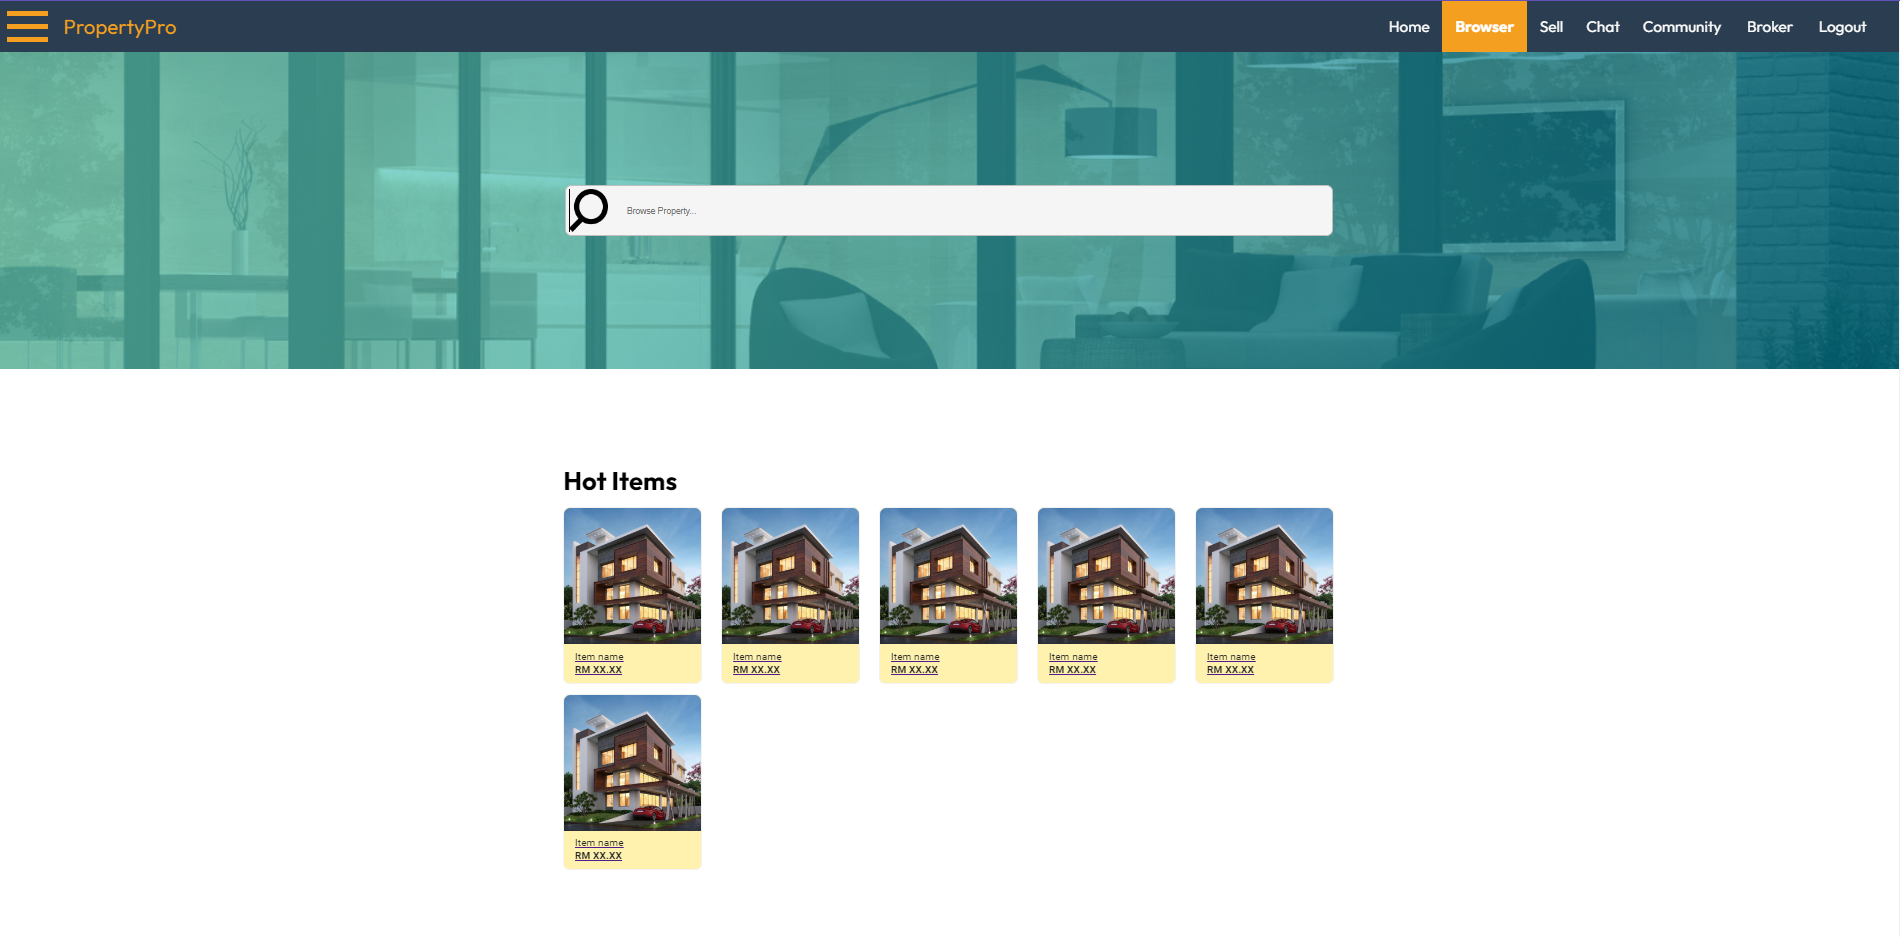 PropertyPro
Home Browser Sell Chat Community Broker Logout
Browse Property...
Hot Items
Item name
RM XX.XX
Item name
RM XX.XX
Item name
RM XX.XX
Item name
RM XX.XX
Item name
RM XX.XX
Item name
RM XX.XX